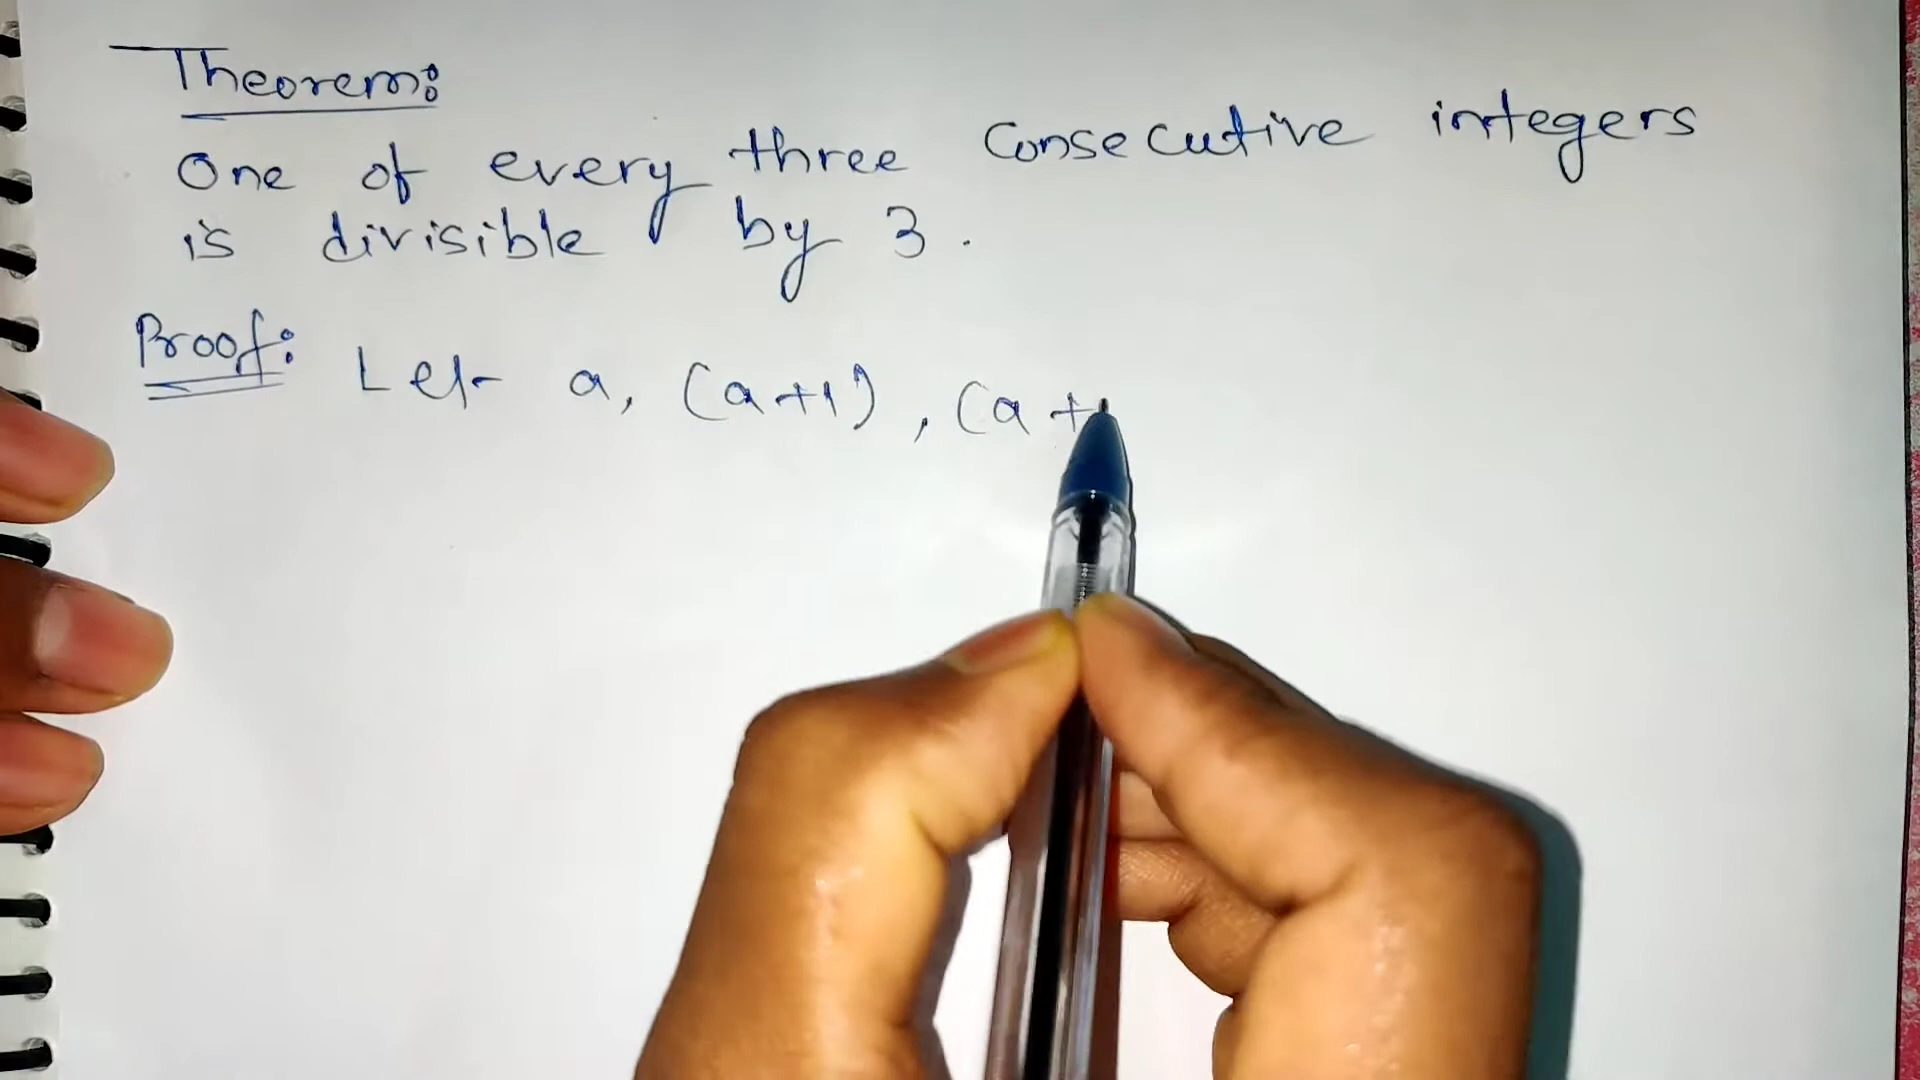 Theorem:
One of every three consecutive integers
is divisible by 3.
Proof: Let a, (a+1), (a+